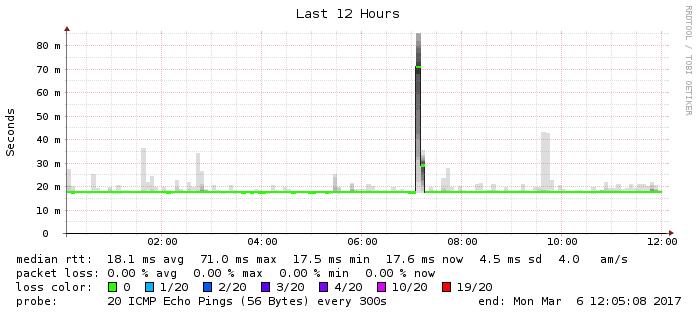 Last 12 Hours
RRDTOOL / TOBI OETIKER
Seconds
80 m
70 m
60 m
50 m
40 m
30 m
20 m
10 m
0
02:00 04:00 06:00 08:00 10:00 12:00
median rtt: 18.1 ms avg 71.0 ms max 17.5 ms min 17.6 ms now 4.5 ms sd 4.0 am/s
packet loss: 0.00 % avg 0.00 % max 0.00 % min 0.00 % now
loss color: 0 1/20 2/20 3/20 4/20 10/20 19/20
probe: 20 ICMP Echo Pings (56 Bytes) every 300s end: Mon Mar 6 12:05:08 2017